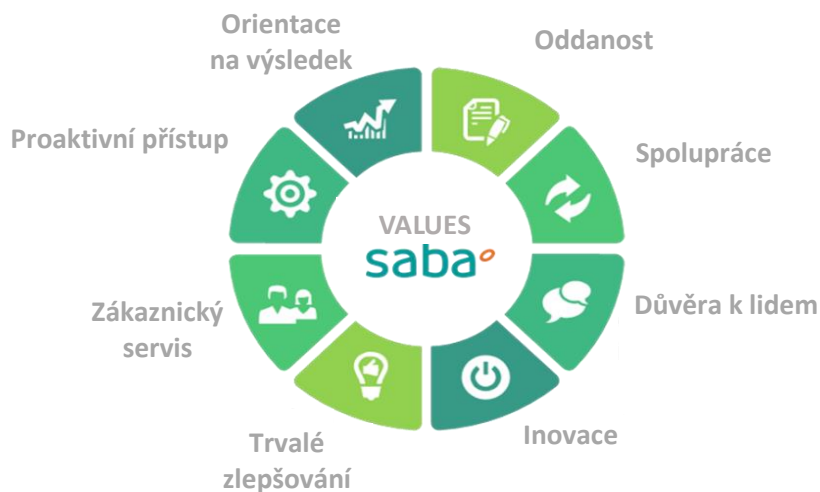 Orientace
na výsledek
Oddanost
Proaktivní přístup
Spolupráce
VALUES
saba
Zákaznický
servis
Důvěra k lidem
Trvalé
zlepšování
Inovace